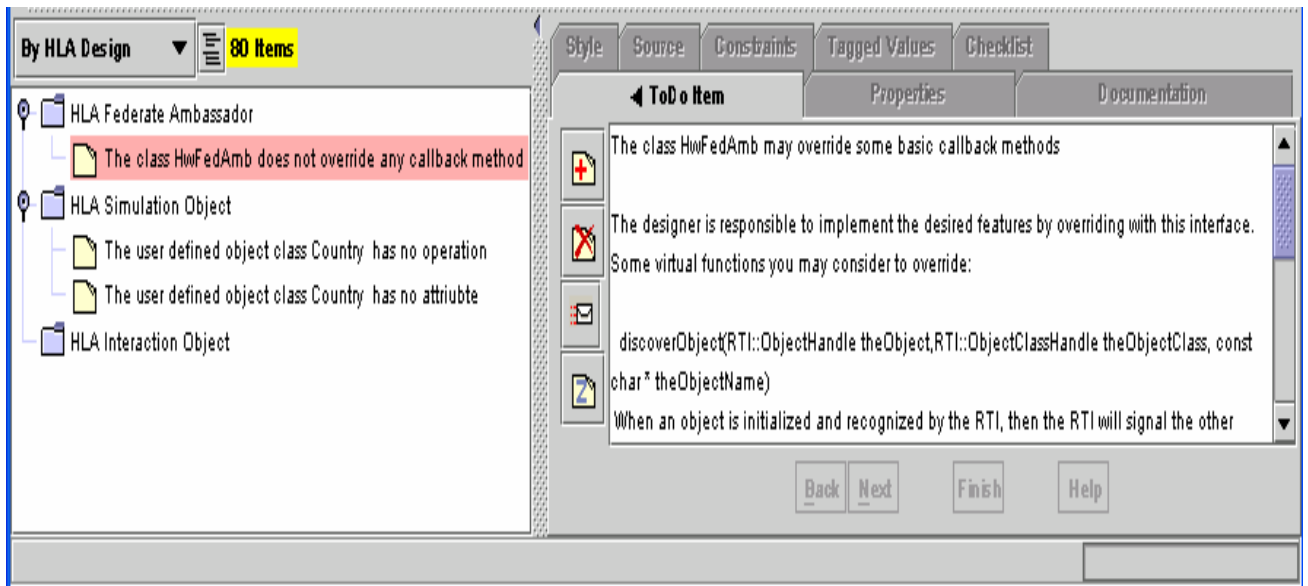 By HLA Design
80 Items
HLA Federate Ambassador
The class HwFedAmb does not override any callback method
HLA Simulation Object
The user defined object class Country has no operation
The user defined object class Country has no attriubte
HLA Interaction Object
Style Source Constraints Tagged Values Checklist
ToDo Item Properties Documentation
The class HwFedAmb may override some basic callback methods
The designer is responsible to implement the desired features by overriding with this interface.
Some virtual functions you may consider to override:
discoverObject(RTI::ObjectHandle theObject,RTI::ObjectClassHandle theObjectClass, const
char * theObjectName)
When an object is initialized and recognized by the RTI, then the RTI will signal the other
Back Next Finish Help